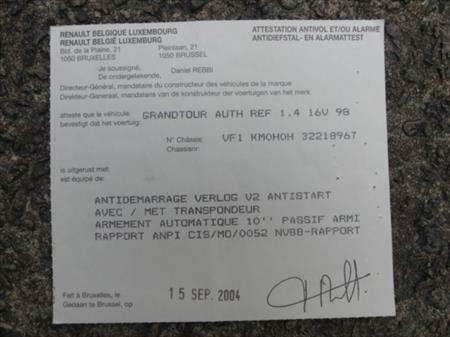 RENAULT BELGIQUE LUXEMBOURG
RENAULT BELGIË LUXEMBURG
Bld. de la Plaine, 21 Pleinlaan, 21
1050 BRUXELLES 1050 BRUSSEL
ATTESTATION ANTIVOL ET/OU ALARME
ANTIDIEFSTAL- EN ALARMATTEST
Je soussigné,
De ondergetekende, Daniel REBBI
Directeur-Général, mandataire du constructeur des véhicules de la marque
Direkteur-Generaal, mandataris van de konstrukteur der voertuigen van het merk
atteste que la véhicule: GRANDTOUR AUTH REF 1.4 16V 98
bevestigt dat het voertuig:
N° Châssis: VF1 KM0H0H 32218967
Chassisnr:
is uitgerust met:
est équipé de:
ANTIDEMARRAGE VERLOG V2 ANTISTART
AVEC / MET TRANSPONDEUR
ARMEMENT AUTOMATIQUE 10'' PASSIF ARMI
RAPPORT ANPI CIS/MO/0052 NVBB-RAPPORT
Fait à Bruxelles, le
Gedaan te Brussel, op 15 SEP. 2004